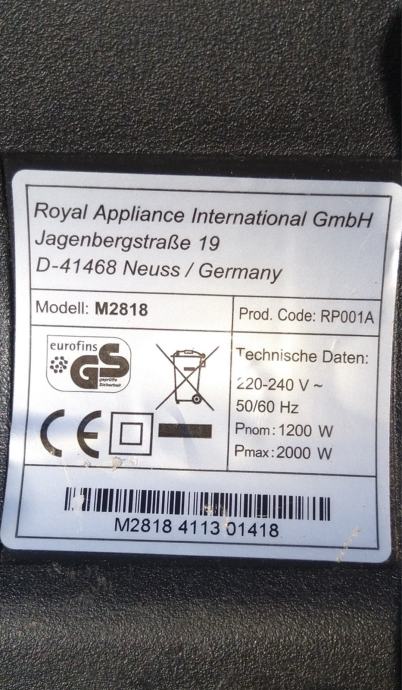 Royal Appliance International GmbH
Jagenbergstraße 19
D-41468 Neuss / Germany
Modell: M2818
Prod. Code: RP001A
eurofins
GS
geprüfte
Sicherheit
CE
Technische Daten:
220-240 V ~
50/60 Hz
Pnom: 1200 W
Pmax: 2000 W
M2818 4113 01418